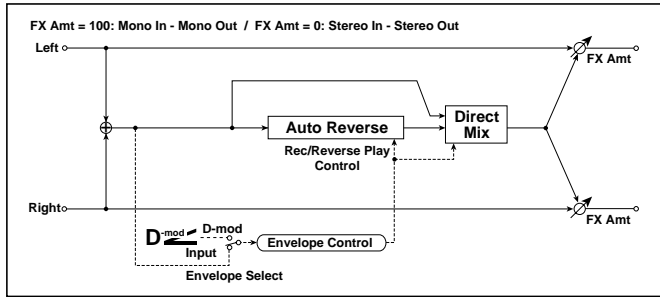 FX Amt = 100: Mono In - Mono Out / FX Amt = 0: Stereo In - Stereo Out
Left
FX Amt
Auto Reverse
Direct
Mix
Rec/Reverse Play
Control
Right
D-mod
D-mod
FX Amt
Input
Envelope Control
Envelope Select